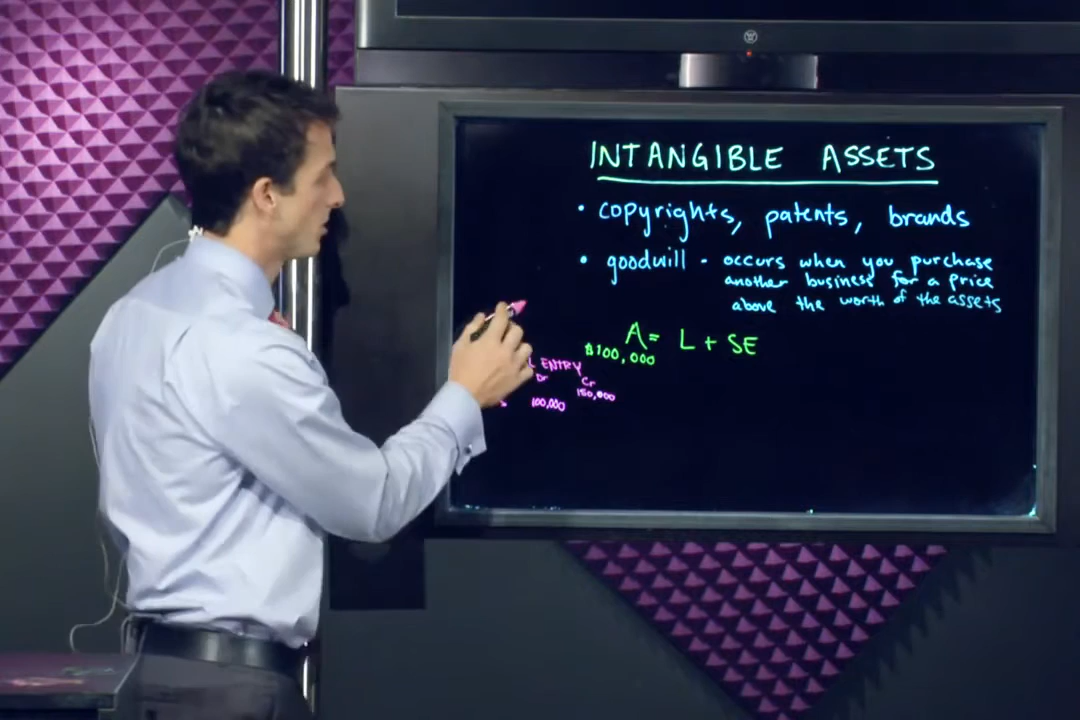 INTANGIBLE ASSETS
• copyrights, patents, brands
• goodwill - occurs when you purchase
another business for a price
above the worth of the assets
A = L + SE
$100,000
ENTRY
Dr Cr
150,000
100,000